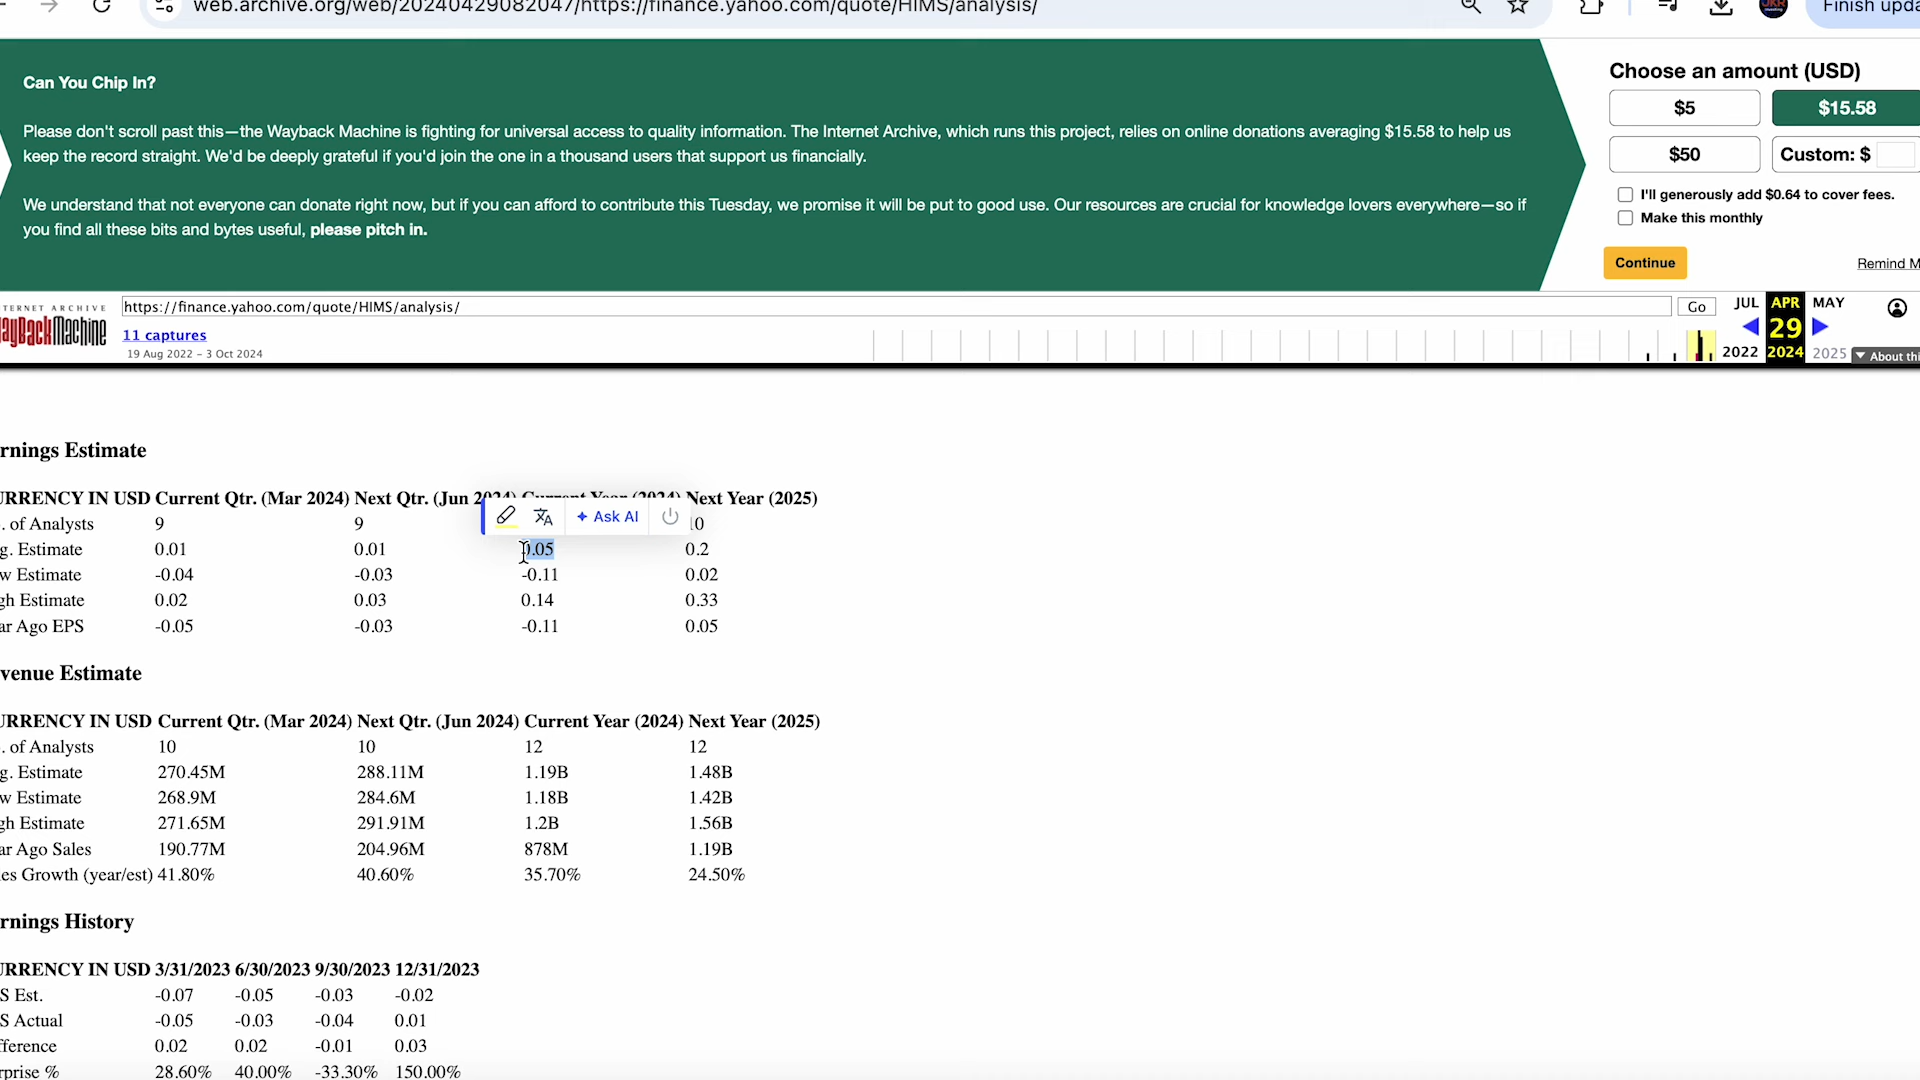 web.archive.org/web/20240429082047/https://finance.yahoo.com/quote/HIMS/analysis/
Finish upda
Can You Chip In?
Please don't scroll past this—the Wayback Machine is fighting for universal access to quality information. The Internet Archive, which runs this project, relies on online donations averaging $15.58 to help us
keep the record straight. We'd be deeply grateful if you'd join the one in a thousand users that support us financially.
We understand that not everyone can donate right now, but if you can afford to contribute this Tuesday, we promise it will be put to good use. Our resources are crucial for knowledge lovers everywhere—so if
you find all these bits and bytes useful, please pitch in.
Choose an amount (USD)
$5 $15.58
$50 Custom: $
I'll generously add $0.64 to cover fees.
Make this monthly
Continue
Remind M
TERNET ARCHIVE
ayBackMachine
https://finance.yahoo.com/quote/HIMS/analysis/
Go
11 captures
19 Aug 2022 – 3 Oct 2024
JUL APR MAY
29
2022 2024 2025
About thi
rnings Estimate
URRENCY IN USD Current Qtr. (Mar 2024) Next Qtr. (Jun 2024) Current Year (2024) Next Year (2025)
Ask AI
. of Analysts 9 9 10
g. Estimate 0.01 0.01 0.05 0.2
w Estimate -0.04 -0.03 -0.11 0.02
gh Estimate 0.02 0.03 0.14 0.33
ar Ago EPS -0.05 -0.03 -0.11 0.05
venue Estimate
URRENCY IN USD Current Qtr. (Mar 2024) Next Qtr. (Jun 2024) Current Year (2024) Next Year (2025)
. of Analysts 10 10 12 12
g. Estimate 270.45M 288.11M 1.19B 1.48B
w Estimate 268.9M 284.6M 1.18B 1.42B
gh Estimate 271.65M 291.91M 1.2B 1.56B
ar Ago Sales 190.77M 204.96M 878M 1.19B
es Growth (year/est) 41.80% 40.60% 35.70% 24.50%
rnings History
URRENCY IN USD 3/31/2023 6/30/2023 9/30/2023 12/31/2023
S Est. -0.07 -0.05 -0.03 -0.02
S Actual -0.05 -0.03 -0.04 0.01
fference 0.02 0.02 -0.01 0.03
rprise % 28.60% 40.00% -33.30% 150.00%